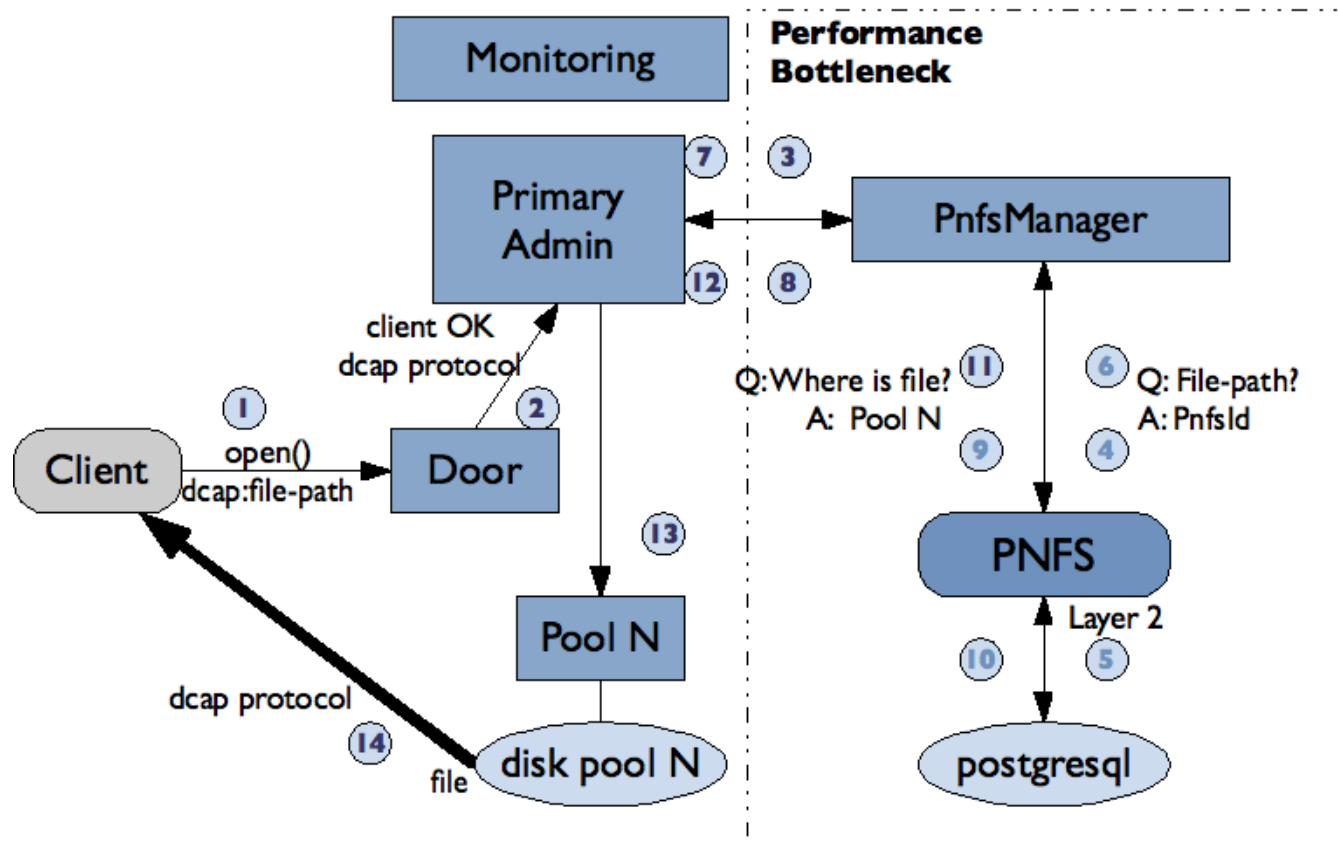 Monitoring
Performance
Bottleneck
7
3
Primary
Admin
PnfsManager
12
8
client OK
dcap protocol
11
6
Q:Where is file?
A: Pool N
Q: File-path?
A: PnfsId
1
2
9
4
Client
open()
dcap:file-path
Door
13
PNFS
Pool N
Layer 2
10
5
dcap protocol
14
file
disk pool N
postgresql